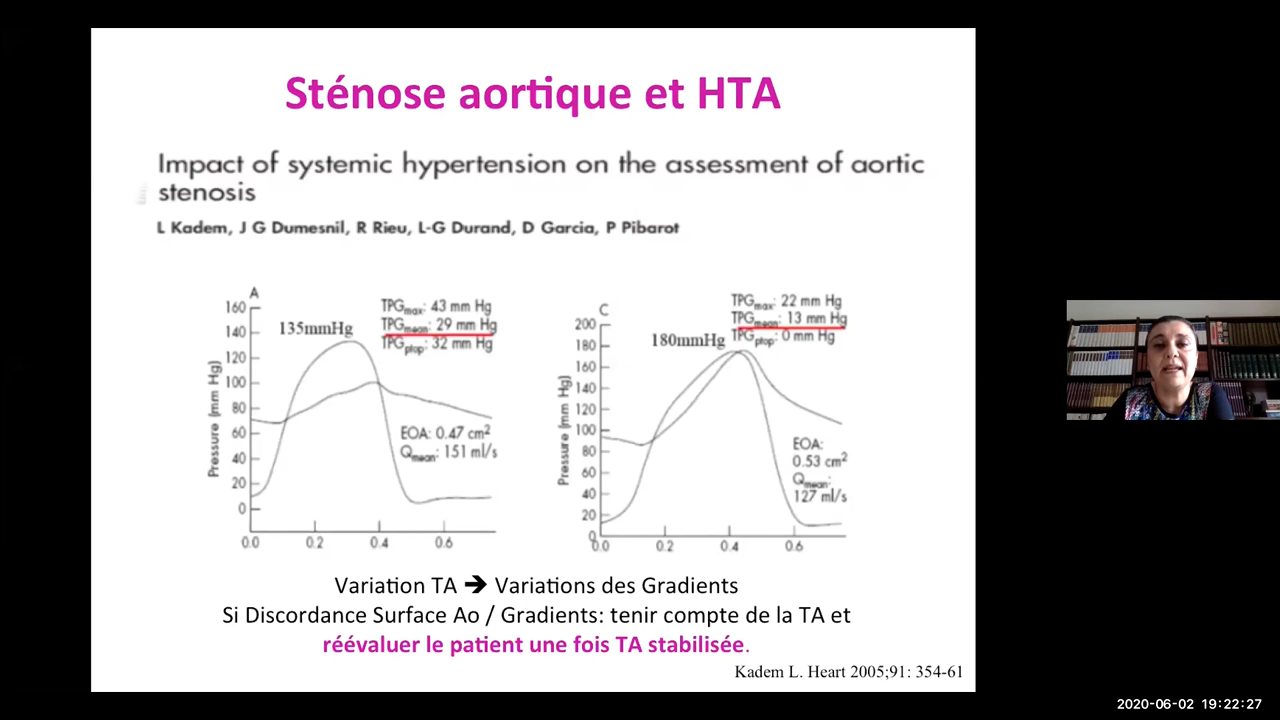 Sténose aortique et HTA
Impact of systemic hypertension on the assessment of aortic
stenosis
L Kadem, J G Dumesnil, R Rieu, L-G Durand, D Garcia, P Pibarot
A
160
140
120
100
80
60
40
20
0
Pressure (mm Hg)
135mmHg
TPGmax: 43 mm Hg
TPGmean: 29 mm Hg
TPGptop: 32 mm Hg
EOA: 0.47 cm²
Qmean: 151 ml/s
0.0 0.2 0.4 0.6
C
200
180
160
140
120
100
80
60
40
20
0
Pressure (mm Hg)
180mmHg
TPGmax: 22 mm Hg
TPGmean: 13 mm Hg
TPGptop: 0 mm Hg
EOA:
0.53 cm²
Qmean:
127 ml/s
0.0 0.2 0.4 0.6
Variation TA ➔ Variations des Gradients
Si Discordance Surface Ao / Gradients: tenir compte de la TA et
réévaluer le patient une fois TA stabilisée.
Kadem L. Heart 2005;91: 354-61
2020-06-02 19:22:27